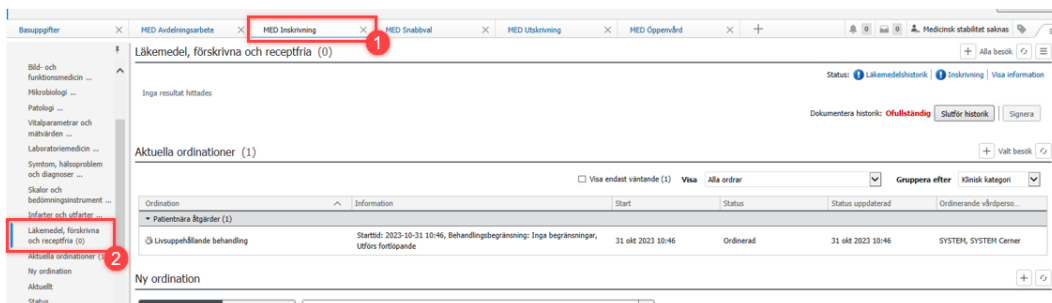 Basuppgifter
MED Avdelningsarbete
MED Inskrivning
MED Snabbval
MED Utskrivning
MED Öppenvård
0
0
Medicinsk stabilitet saknas
1
Läkemedel, förskrivna och receptfria (0)
Alla besök
Status: Läkemedelshistorik Inskrivning Visa information
Inga resultat hittades
Dokumentera historik: Ofullständig Slutför historik Signera
Bild- och
funktionsmedicin ...
Mikrobiologi ...
Patologi ...
Vitalparametrar och
mätvärden ...
Laboratoriemedicin ...
Symtom, hälsoproblem
och diagnoser ...
Skalor och
bedömningsinstrument ...
Infarter och utfarter ...
Läkemedel, förskrivna
och receptfria (0)
2
Aktuella ordinationer (1
Ny ordination
Aktuellt
Status
Aktuella ordinationer (1)
Valt besök
Visa endast väntande (1) Visa Alla ordrar Gruppera efter Klinisk kategori
Ordination Information Start Status Status uppdaterad Ordinerande vårdperso...
Patientnära åtgärder (1)
Livsuppehållande behandling
Starttid: 2023-10-31 10:46, Behandlingsbegränsning: Inga begränsningar,
Utförs fortlöpande
31 okt 2023 10:46 Ordinerad 31 okt 2023 10:46 SYSTEM, SYSTEM Cerner
Ny ordination